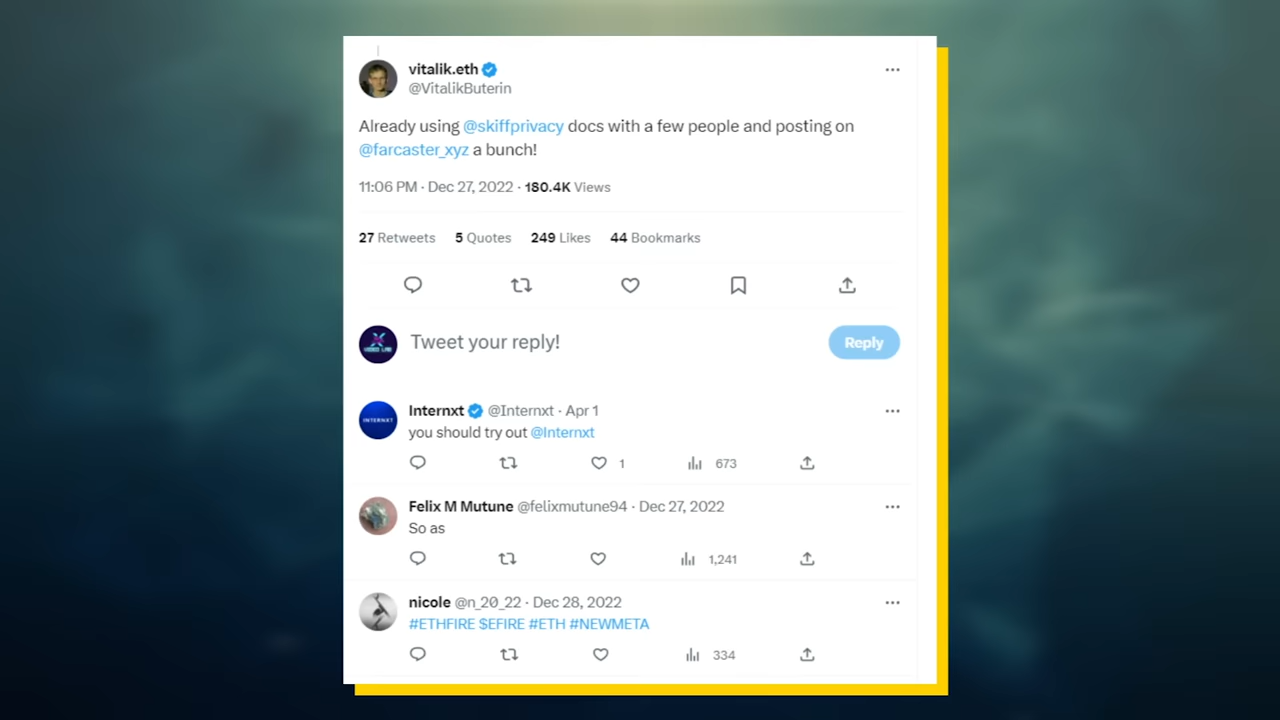 vitalik.eth
@VitalikButerin
Already using @skiffprivacy docs with a few people and posting on
@farcaster_xyz a bunch!
11:06 PM · Dec 27, 2022 · 180.4K Views
27 Retweets 5 Quotes 249 Likes 44 Bookmarks
X
VIDEO LAB
Tweet your reply!
Reply
INTERNXT
Internxt @Internxt · Apr 1
you should try out @Internxt
1 673
Felix M Mutune @felixmutune94 · Dec 27, 2022
So as
1,241
nicole @n_20_22 · Dec 28, 2022
#ETHFIRE $EFIRE #ETH #NEWMETA
334